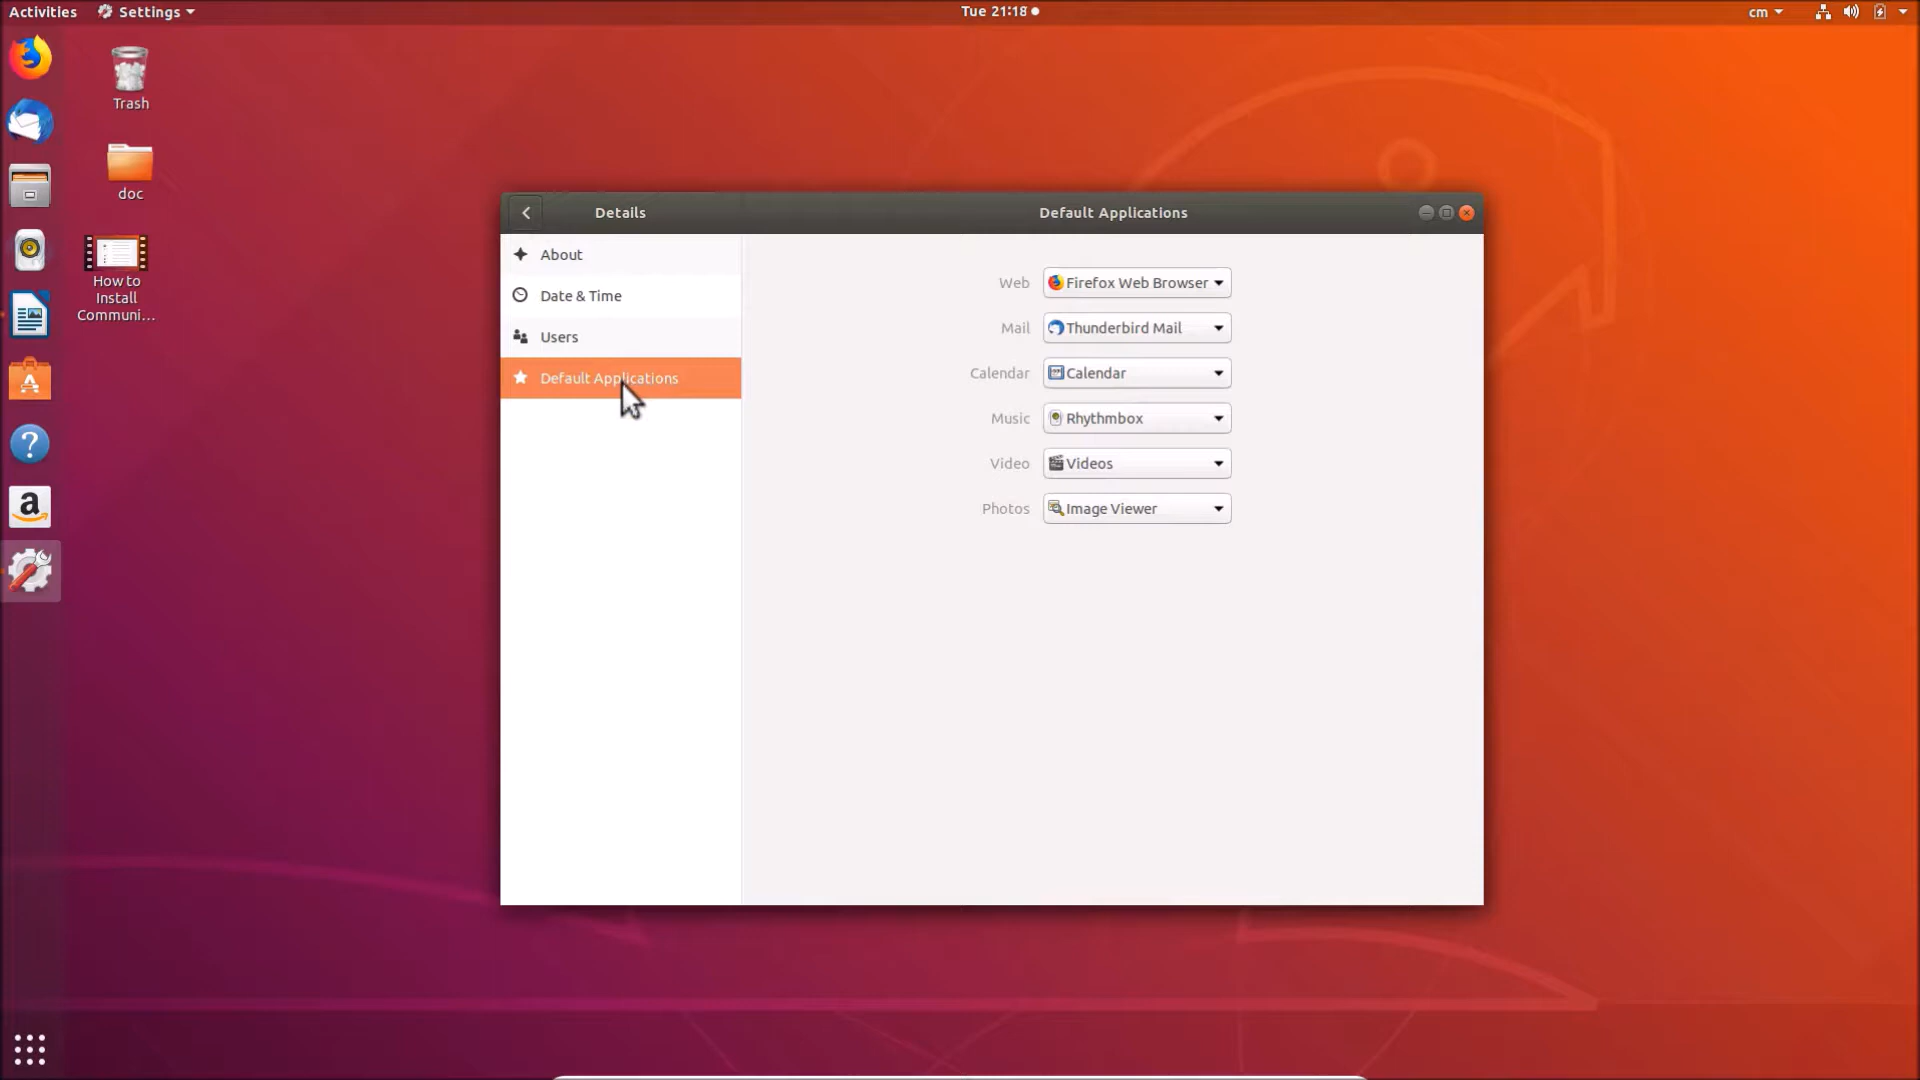 Activities
Settings
Tue 21:18
cm
Trash
doc
How to
Install
Communi...
Details
Default Applications
About
Date & Time
Users
Default Applications
Web
Firefox Web Browser
Mail
Thunderbird Mail
Calendar
Calendar
Music
Rhythmbox
Video
Videos
Photos
Image Viewer